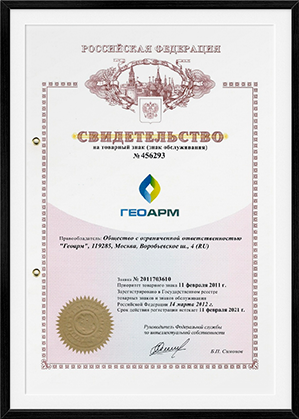 РОССИЙСКАЯ ФЕДЕРАЦИЯ
СВИДЕТЕЛЬСТВО
на товарный знак (знак обслуживания)
№ 456293
ГЕОАРМ
Правообладатель: Общество с ограниченной ответственностью
"Геоарм", 119285, Москва, Воробьевское ш., 4 (RU)
Заявка № 2011703610
Приоритет товарного знака 11 февраля 2011 г.
Зарегистрировано в Государственном реестре
товарных знаков и знаков обслуживания
Российской Федерации 14 марта 2012 г.
Срок действия регистрации истекает 11 февраля 2021 г.
Руководитель Федеральной службы
по интеллектуальной собственности
Б.П. Симонов